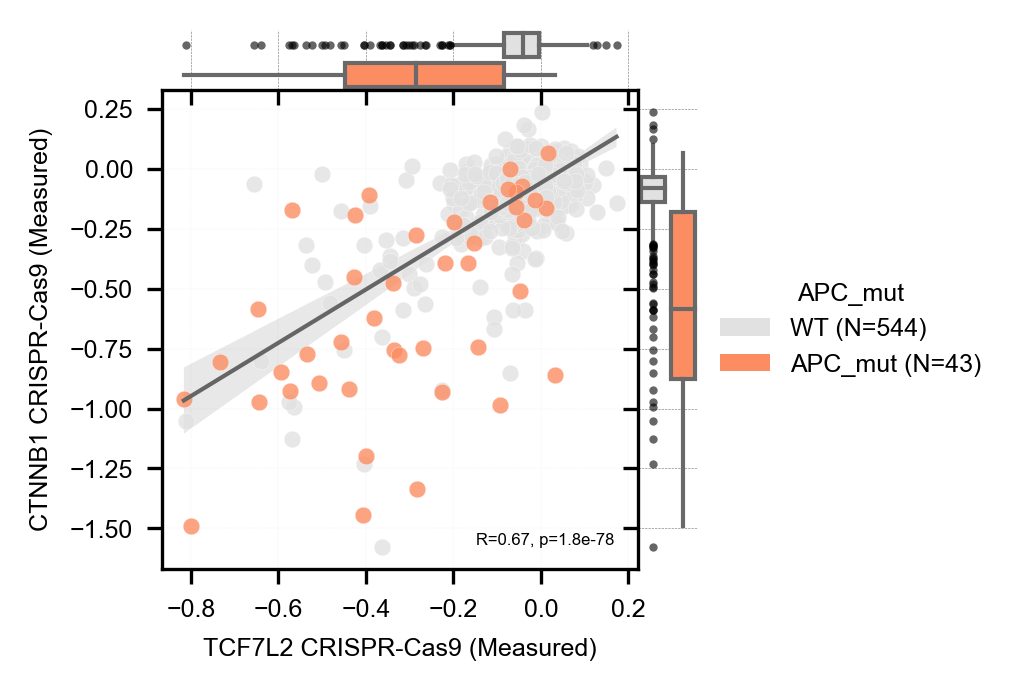 0.25
0.00
−0.25
−0.50
−0.75
−1.00
−1.25
−1.50
CTNNB1 CRISPR-Cas9 (Measured)
R=0.67, p=1.8e-78
−0.8 −0.6 −0.4 −0.2 0.0 0.2
TCF7L2 CRISPR-Cas9 (Measured)
APC_mut
WT (N=544)
APC_mut (N=43)